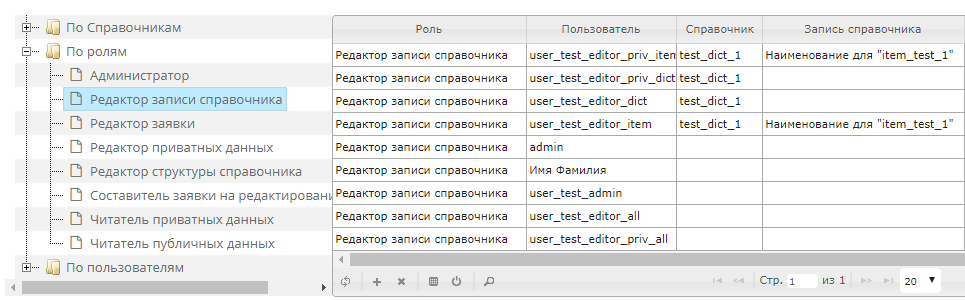 По Справочникам
По ролям
Администратор
Редактор записи справочника
Редактор заявки
Редактор приватных данных
Редактор структуры справочника
Составитель заявки на редактировани
Читатель приватных данных
Читатель публичных данных
По пользователям
Роль Пользователь Справочник Запись справочника
Редактор записи справочника user_test_editor_priv_item test_dict_1 Наименование для "item_test_1"
Редактор записи справочника user_test_editor_priv_dict test_dict_1
Редактор записи справочника user_test_editor_dict test_dict_1
Редактор записи справочника user_test_editor_item test_dict_1 Наименование для "item_test_1"
Редактор записи справочника admin
Редактор записи справочника Имя Фамилия
Редактор записи справочника user_test_admin
Редактор записи справочника user_test_editor_all
Редактор записи справочника user_test_editor_priv_all
Стр. 1 из 1 20